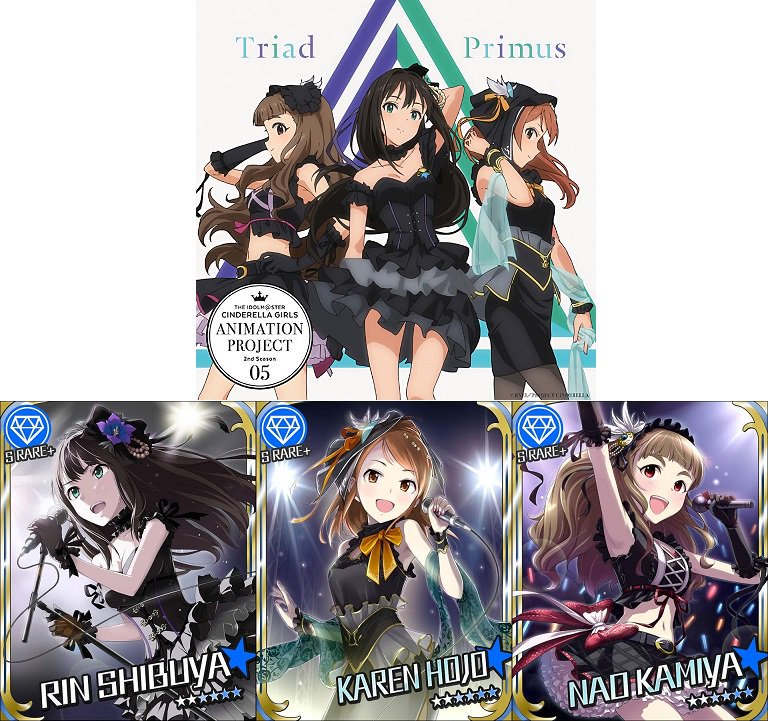 Triad Primus
THE IDOLM@STER
CINDERELLA GIRLS
ANIMATION
PROJECT
2nd Season
05
S RARE+
S RARE+
S RARE+
RIN SHIBUYA
KAREN HOJO
NAO KAMIYA